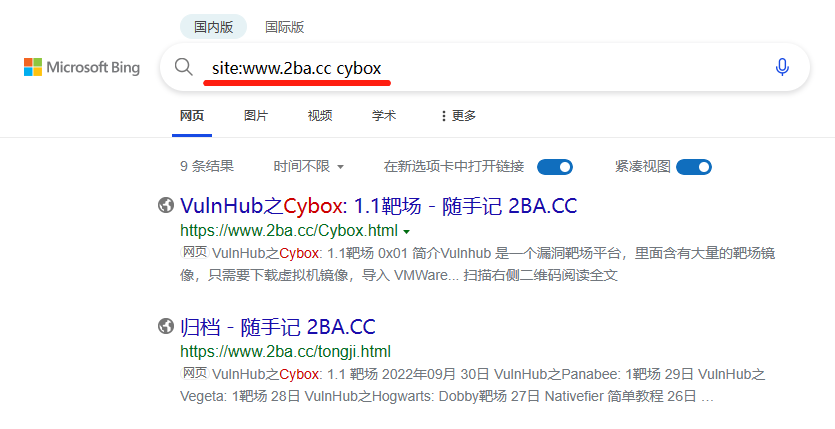 国内版 国际版
Microsoft Bing
site:www.2ba.cc cybox
网页 图片 视频 学术 更多
9 条结果 时间不限 在新选项卡中打开链接 紧凑视图
VulnHub之Cybox: 1.1靶场 - 随手记 2BA.CC
https://www.2ba.cc/Cybox.html
网页 VulnHub之Cybox: 1.1靶场 0x01 简介Vulnhub 是一个漏洞靶场平台，里面含有大量的靶场镜
像，只需要下载虚拟机镜像，导入 VMWare... 扫描右侧二维码阅读全文
归档 - 随手记 2BA.CC
https://www.2ba.cc/tongji.html
网页 VulnHub之Cybox: 1.1 靶场 2022年09月 30日 VulnHub之Panabee: 1靶场 29日 VulnHub之
Vegeta: 1靶场 28日 VulnHub之Hogwarts: Dobby靶场 27日 Nativefier 简单教程 26日 …